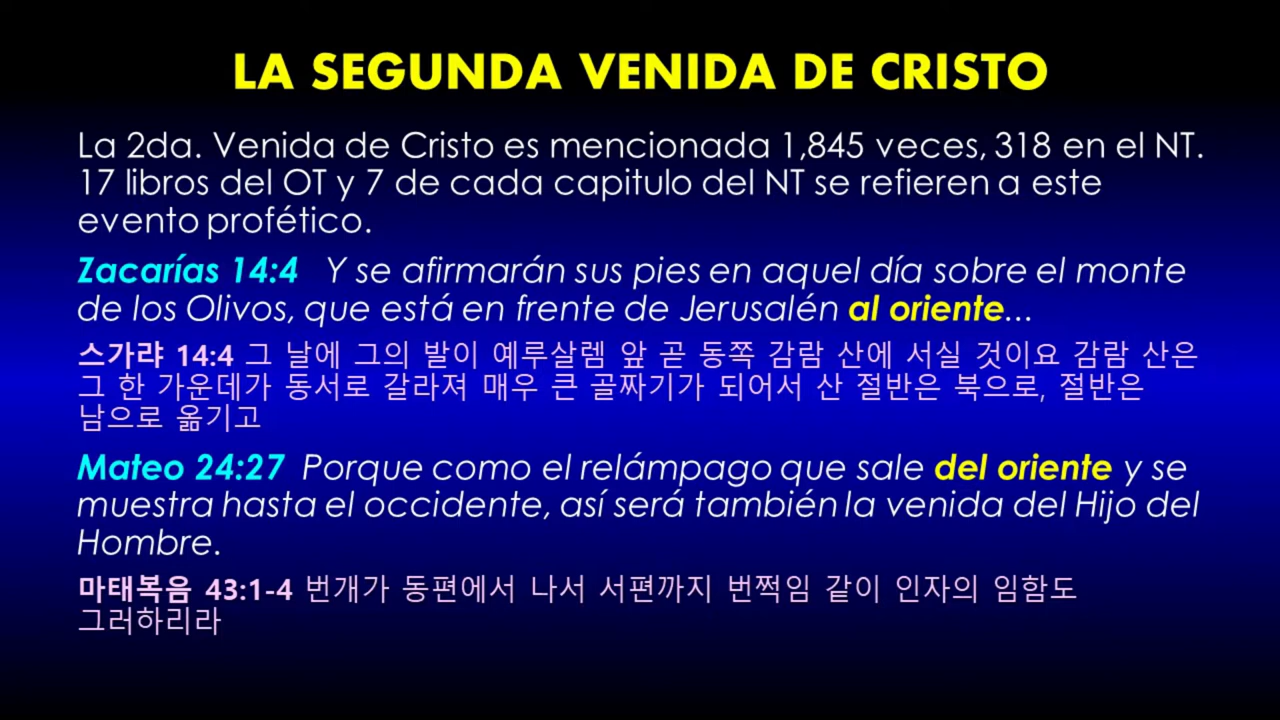 LA SEGUNDA VENIDA DE CRISTO
La 2da. Venida de Cristo es mencionada 1,845 veces, 318 en el NT.
17 libros del OT y 7 de cada capitulo del NT se refieren a este
evento profético.
Zacarías 14:4 Y se afirmarán sus pies en aquel día sobre el monte
de los Olivos, que está en frente de Jerusalén al oriente...
스가랴 14:4 그 날에 그의 발이 예루살렘 앞 곧 동쪽 감람 산에 서실 것이요 감람 산은
그 한 가운데가 동서로 갈라져 매우 큰 골짜기가 되어서 산 절반은 북으로, 절반은
남으로 옮기고
Mateo 24:27 Porque como el relámpago que sale del oriente y se
muestra hasta el occidente, así será también la venida del Hijo del
Hombre.
마태복음 43:1-4 번개가 동편에서 나서 서편까지 번쩍임 같이 인자의 임함도
그러하리라